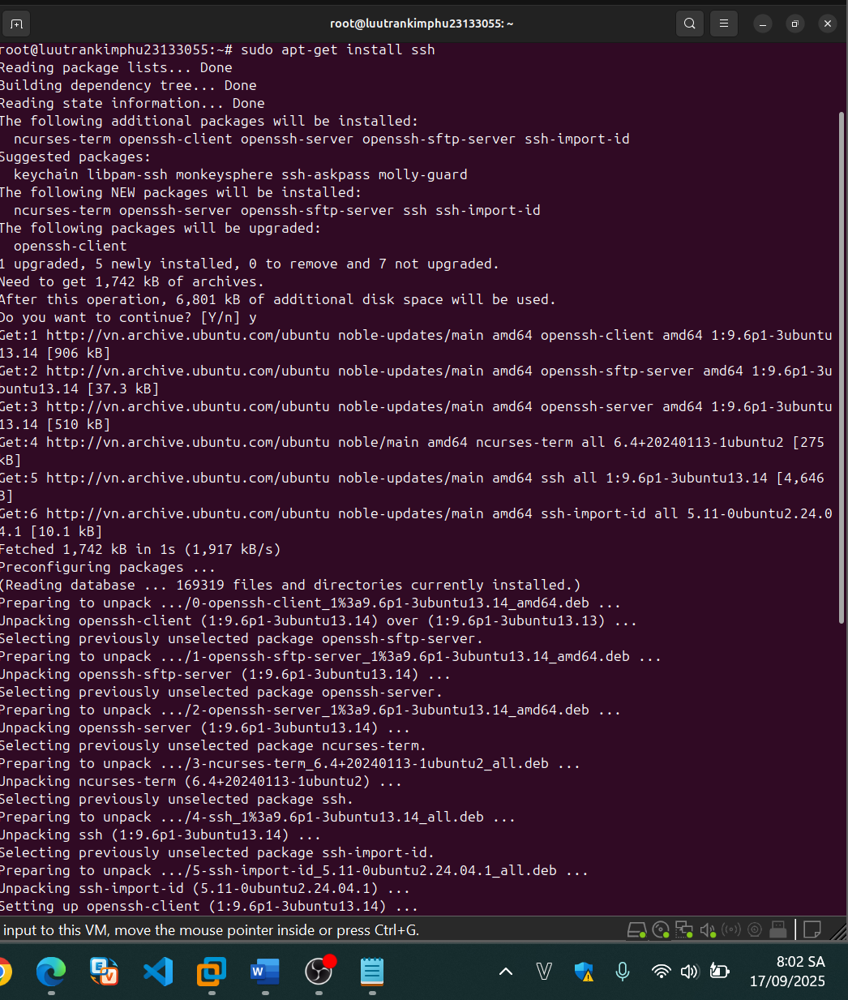 root@luutrankimphu23133055: ~
root@luutrankimphu23133055:~# sudo apt-get install ssh
Reading package lists... Done
Building dependency tree... Done
Reading state information... Done
The following additional packages will be installed:
  ncurses-term openssh-client openssh-server openssh-sftp-server ssh-import-id
Suggested packages:
  keychain libpam-ssh monkeysphere ssh-askpass molly-guard
The following NEW packages will be installed:
  ncurses-term openssh-server openssh-sftp-server ssh ssh-import-id
The following packages will be upgraded:
  openssh-client
1 upgraded, 5 newly installed, 0 to remove and 7 not upgraded.
Need to get 1,742 kB of archives.
After this operation, 6,801 kB of additional disk space will be used.
Do you want to continue? [Y/n] y
Get:1 http://vn.archive.ubuntu.com/ubuntu noble-updates/main amd64 openssh-client amd64 1:9.6p1-3ubuntu
13.14 [906 kB]
Get:2 http://vn.archive.ubuntu.com/ubuntu noble-updates/main amd64 openssh-sftp-server amd64 1:9.6p1-3u
buntu13.14 [37.3 kB]
Get:3 http://vn.archive.ubuntu.com/ubuntu noble-updates/main amd64 openssh-server amd64 1:9.6p1-3ubuntu
13.14 [510 kB]
Get:4 http://vn.archive.ubuntu.com/ubuntu noble/main amd64 ncurses-term all 6.4+20240113-1ubuntu2 [275
kB]
Get:5 http://vn.archive.ubuntu.com/ubuntu noble-updates/main amd64 ssh all 1:9.6p1-3ubuntu13.14 [4,646
B]
Get:6 http://vn.archive.ubuntu.com/ubuntu noble-updates/main amd64 ssh-import-id all 5.11-0ubuntu2.24.0
4.1 [10.1 kB]
Fetched 1,742 kB in 1s (1,917 kB/s)
Preconfiguring packages ...
(Reading database ... 169319 files and directories currently installed.)
Preparing to unpack .../0-openssh-client_1%3a9.6p1-3ubuntu13.14_amd64.deb ...
Unpacking openssh-client (1:9.6p1-3ubuntu13.14) over (1:9.6p1-3ubuntu13.13) ...
Selecting previously unselected package openssh-sftp-server.
Preparing to unpack .../1-openssh-sftp-server_1%3a9.6p1-3ubuntu13.14_amd64.deb ...
Unpacking openssh-sftp-server (1:9.6p1-3ubuntu13.14) ...
Selecting previously unselected package openssh-server.
Preparing to unpack .../2-openssh-server_1%3a9.6p1-3ubuntu13.14_amd64.deb ...
Unpacking openssh-server (1:9.6p1-3ubuntu13.14) ...
Selecting previously unselected package ncurses-term.
Preparing to unpack .../3-ncurses-term_6.4+20240113-1ubuntu2_all.deb ...
Unpacking ncurses-term (6.4+20240113-1ubuntu2) ...
Selecting previously unselected package ssh.
Preparing to unpack .../4-ssh_1%3a9.6p1-3ubuntu13.14_all.deb ...
Unpacking ssh (1:9.6p1-3ubuntu13.14) ...
Selecting previously unselected package ssh-import-id.
Preparing to unpack .../5-ssh-import-id_5.11-0ubuntu2.24.04.1_all.deb ...
Unpacking ssh-import-id (5.11-0ubuntu2.24.04.1) ...
Setting up openssh-client (1:9.6p1-3ubuntu13.14) ...
input to this VM, move the mouse pointer inside or press Ctrl+G.
E V
W
V
8:02 SA
17/09/2025